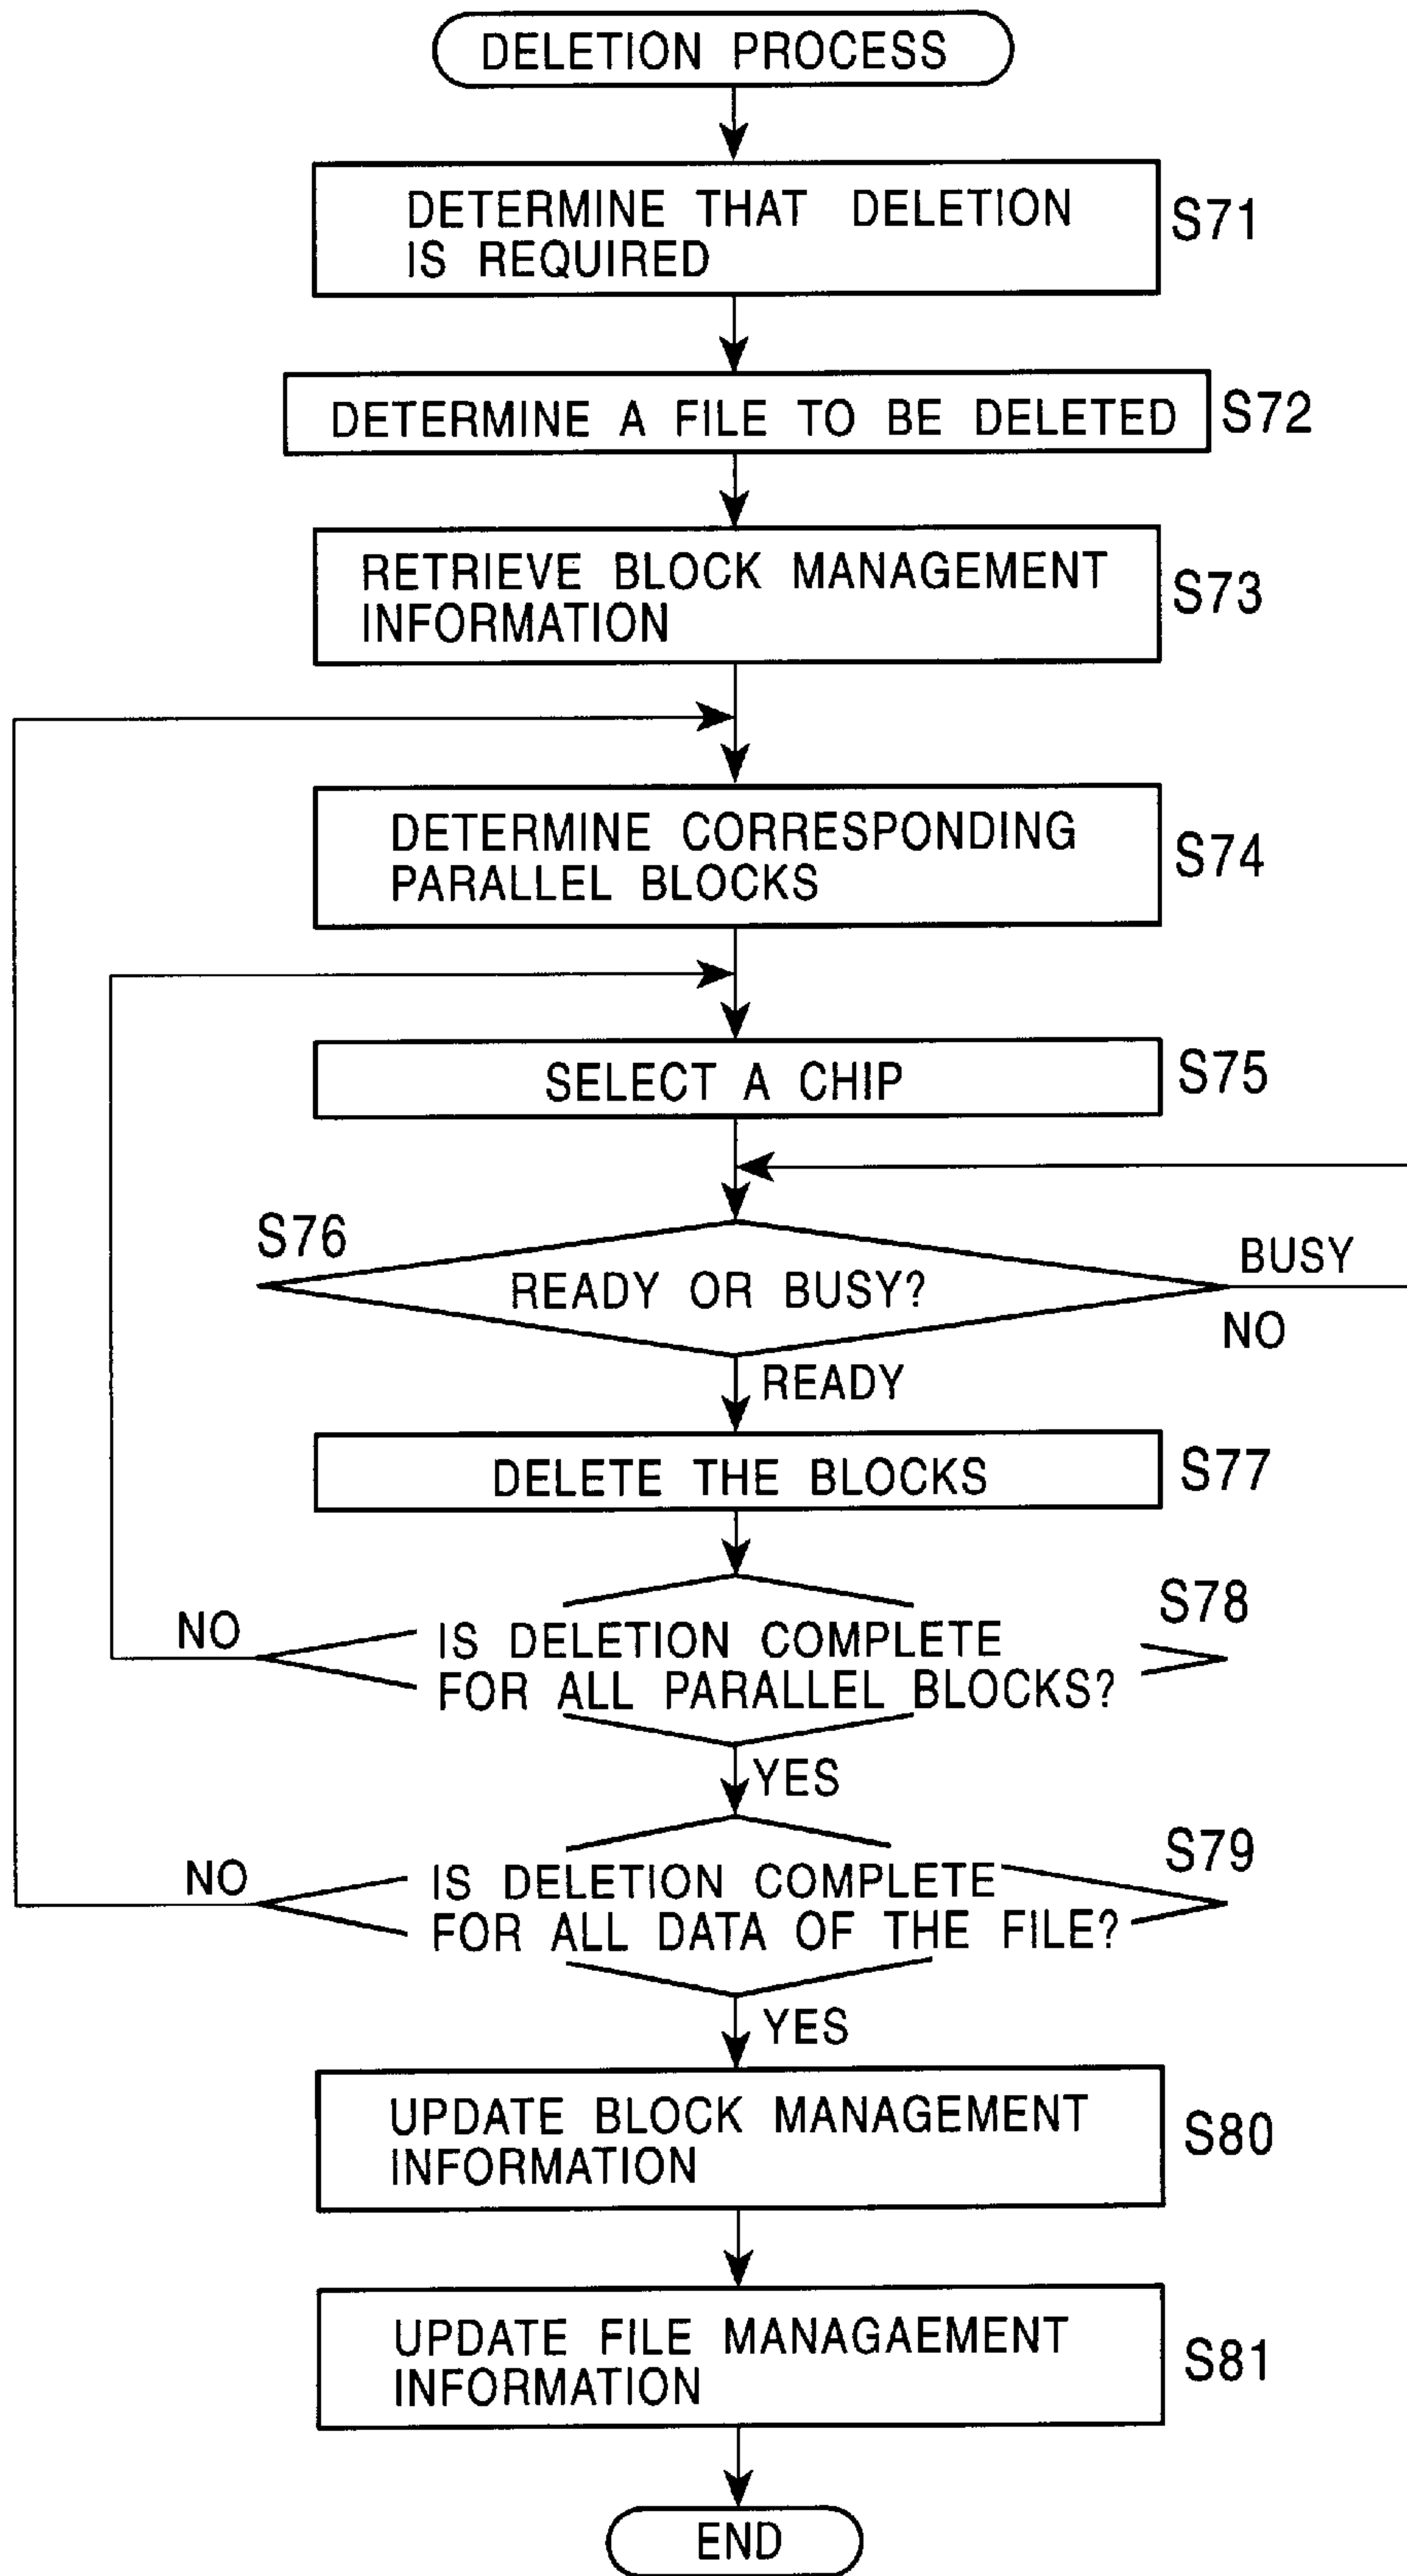 DELETION PROCESS
DETERMINE THAT DELETION
IS REQUIRED
S71
DETERMINE A FILE TO BE DELETED
S72
RETRIEVE BLOCK MANAGEMENT
INFORMATION
S73
DETERMINE CORRESPONDING
PARALLEL BLOCKS
S74
SELECT A CHIP
S75
S76
READY OR BUSY?
BUSY
NO
READY
DELETE THE BLOCKS
S77
S78
NO
IS DELETION COMPLETE
FOR ALL PARALLEL BLOCKS?
YES
S79
NO
IS DELETION COMPLETE
FOR ALL DATA OF THE FILE?
YES
UPDATE BLOCK MANAGEMENT
INFORMATION
S80
UPDATE FILE MANAGAEMENT
INFORMATION
S81
END